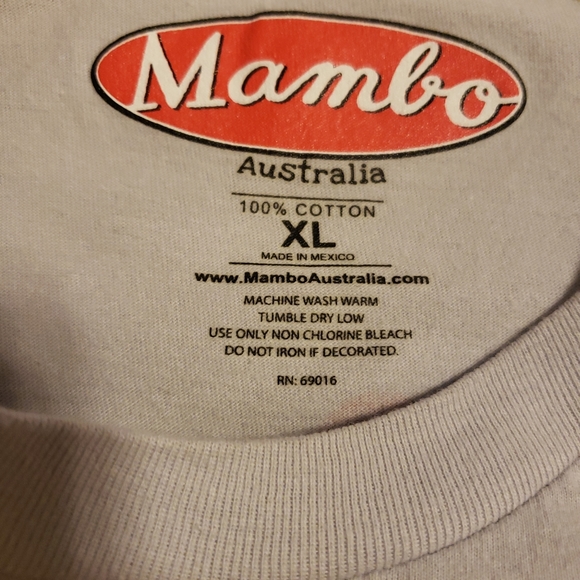 Mambo
Australia
100% COTTON
XL
MADE IN MEXICO
www.MamboAustralia.com
MACHINE WASH WARM
TUMBLE DRY LOW
USE ONLY NON CHLORINE BLEACH
DO NOT IRON IF DECORATED.
RN: 69016